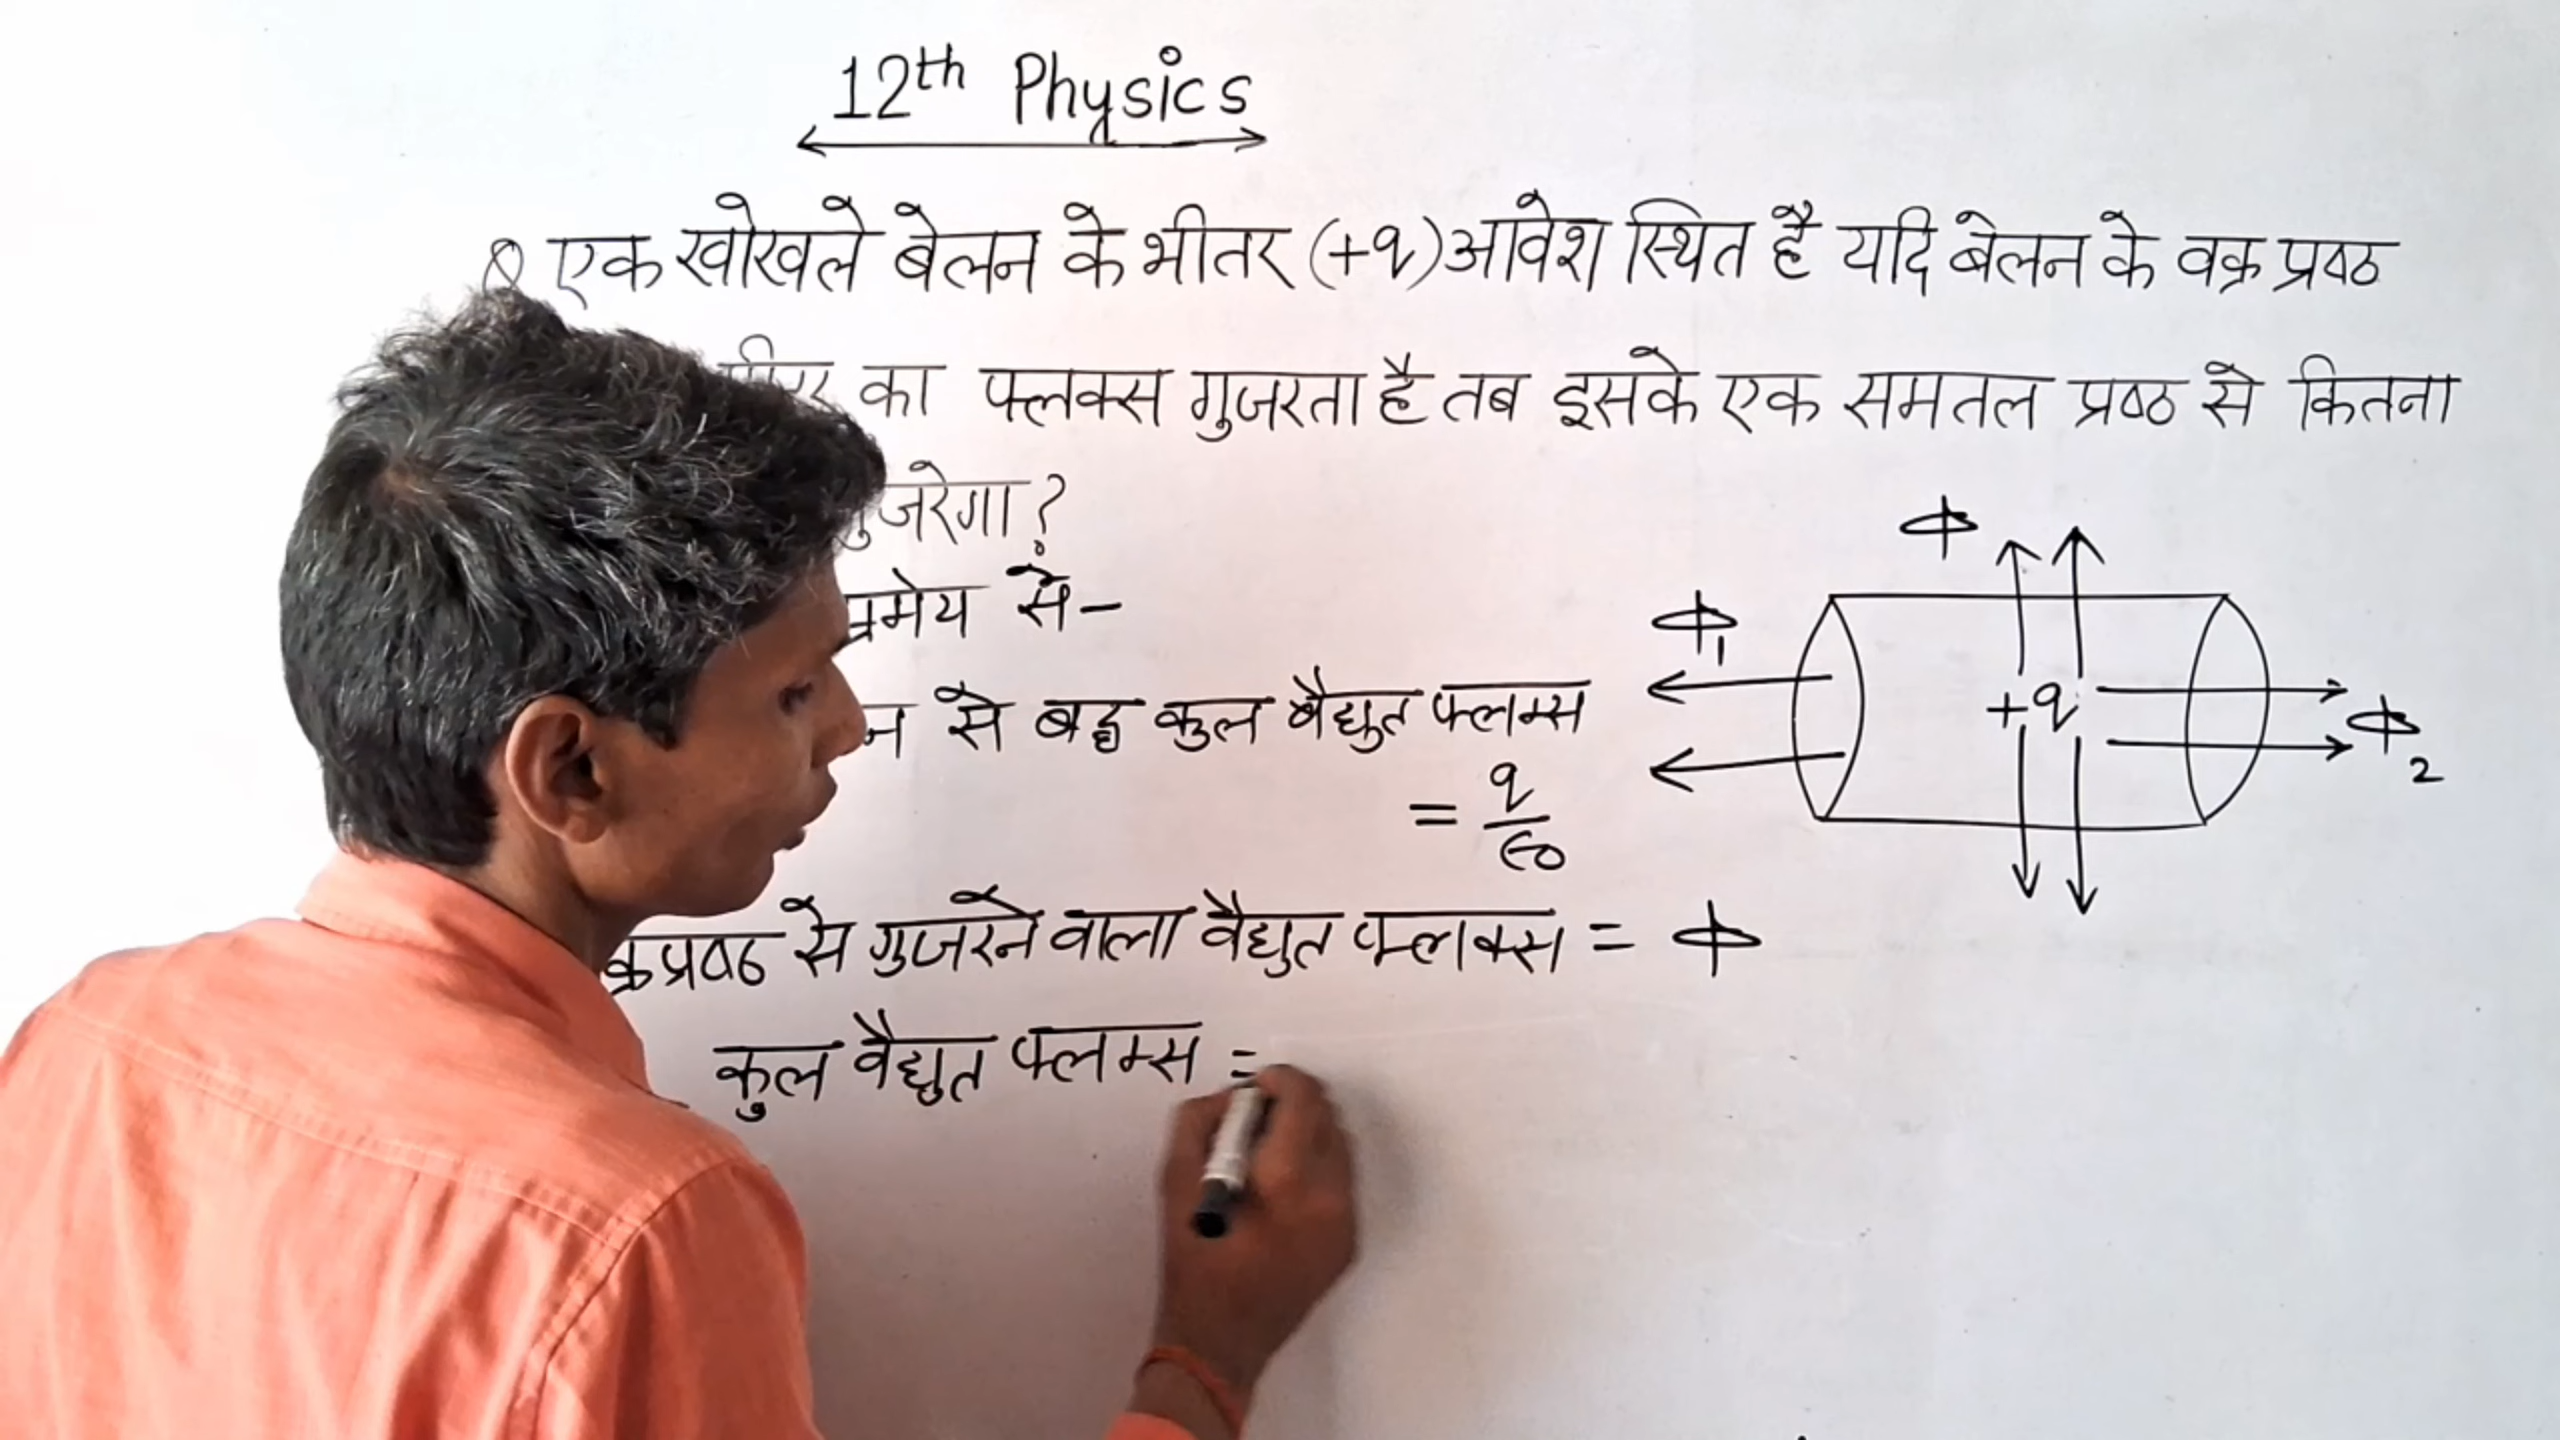 12th Physics
Q एक खोखले बेलन के भीतर (+q) आवेश स्थित है यदि बेलन के वक्र प्रष्ठ
का फ्लक्स गुजरता है तब इसके एक समतल प्रष्ठ से कितना
गुजरेगा?
प्रमेय से-
से बद्ध कुल वैद्युत फ्लक्स
= q/ε0
वक्रप्रष्ठ से गुजरने वाला वैद्युत फ्लक्स = Φ
कुल वैद्युत फ्लक्स =
Φ
Φ1
+q
Φ2